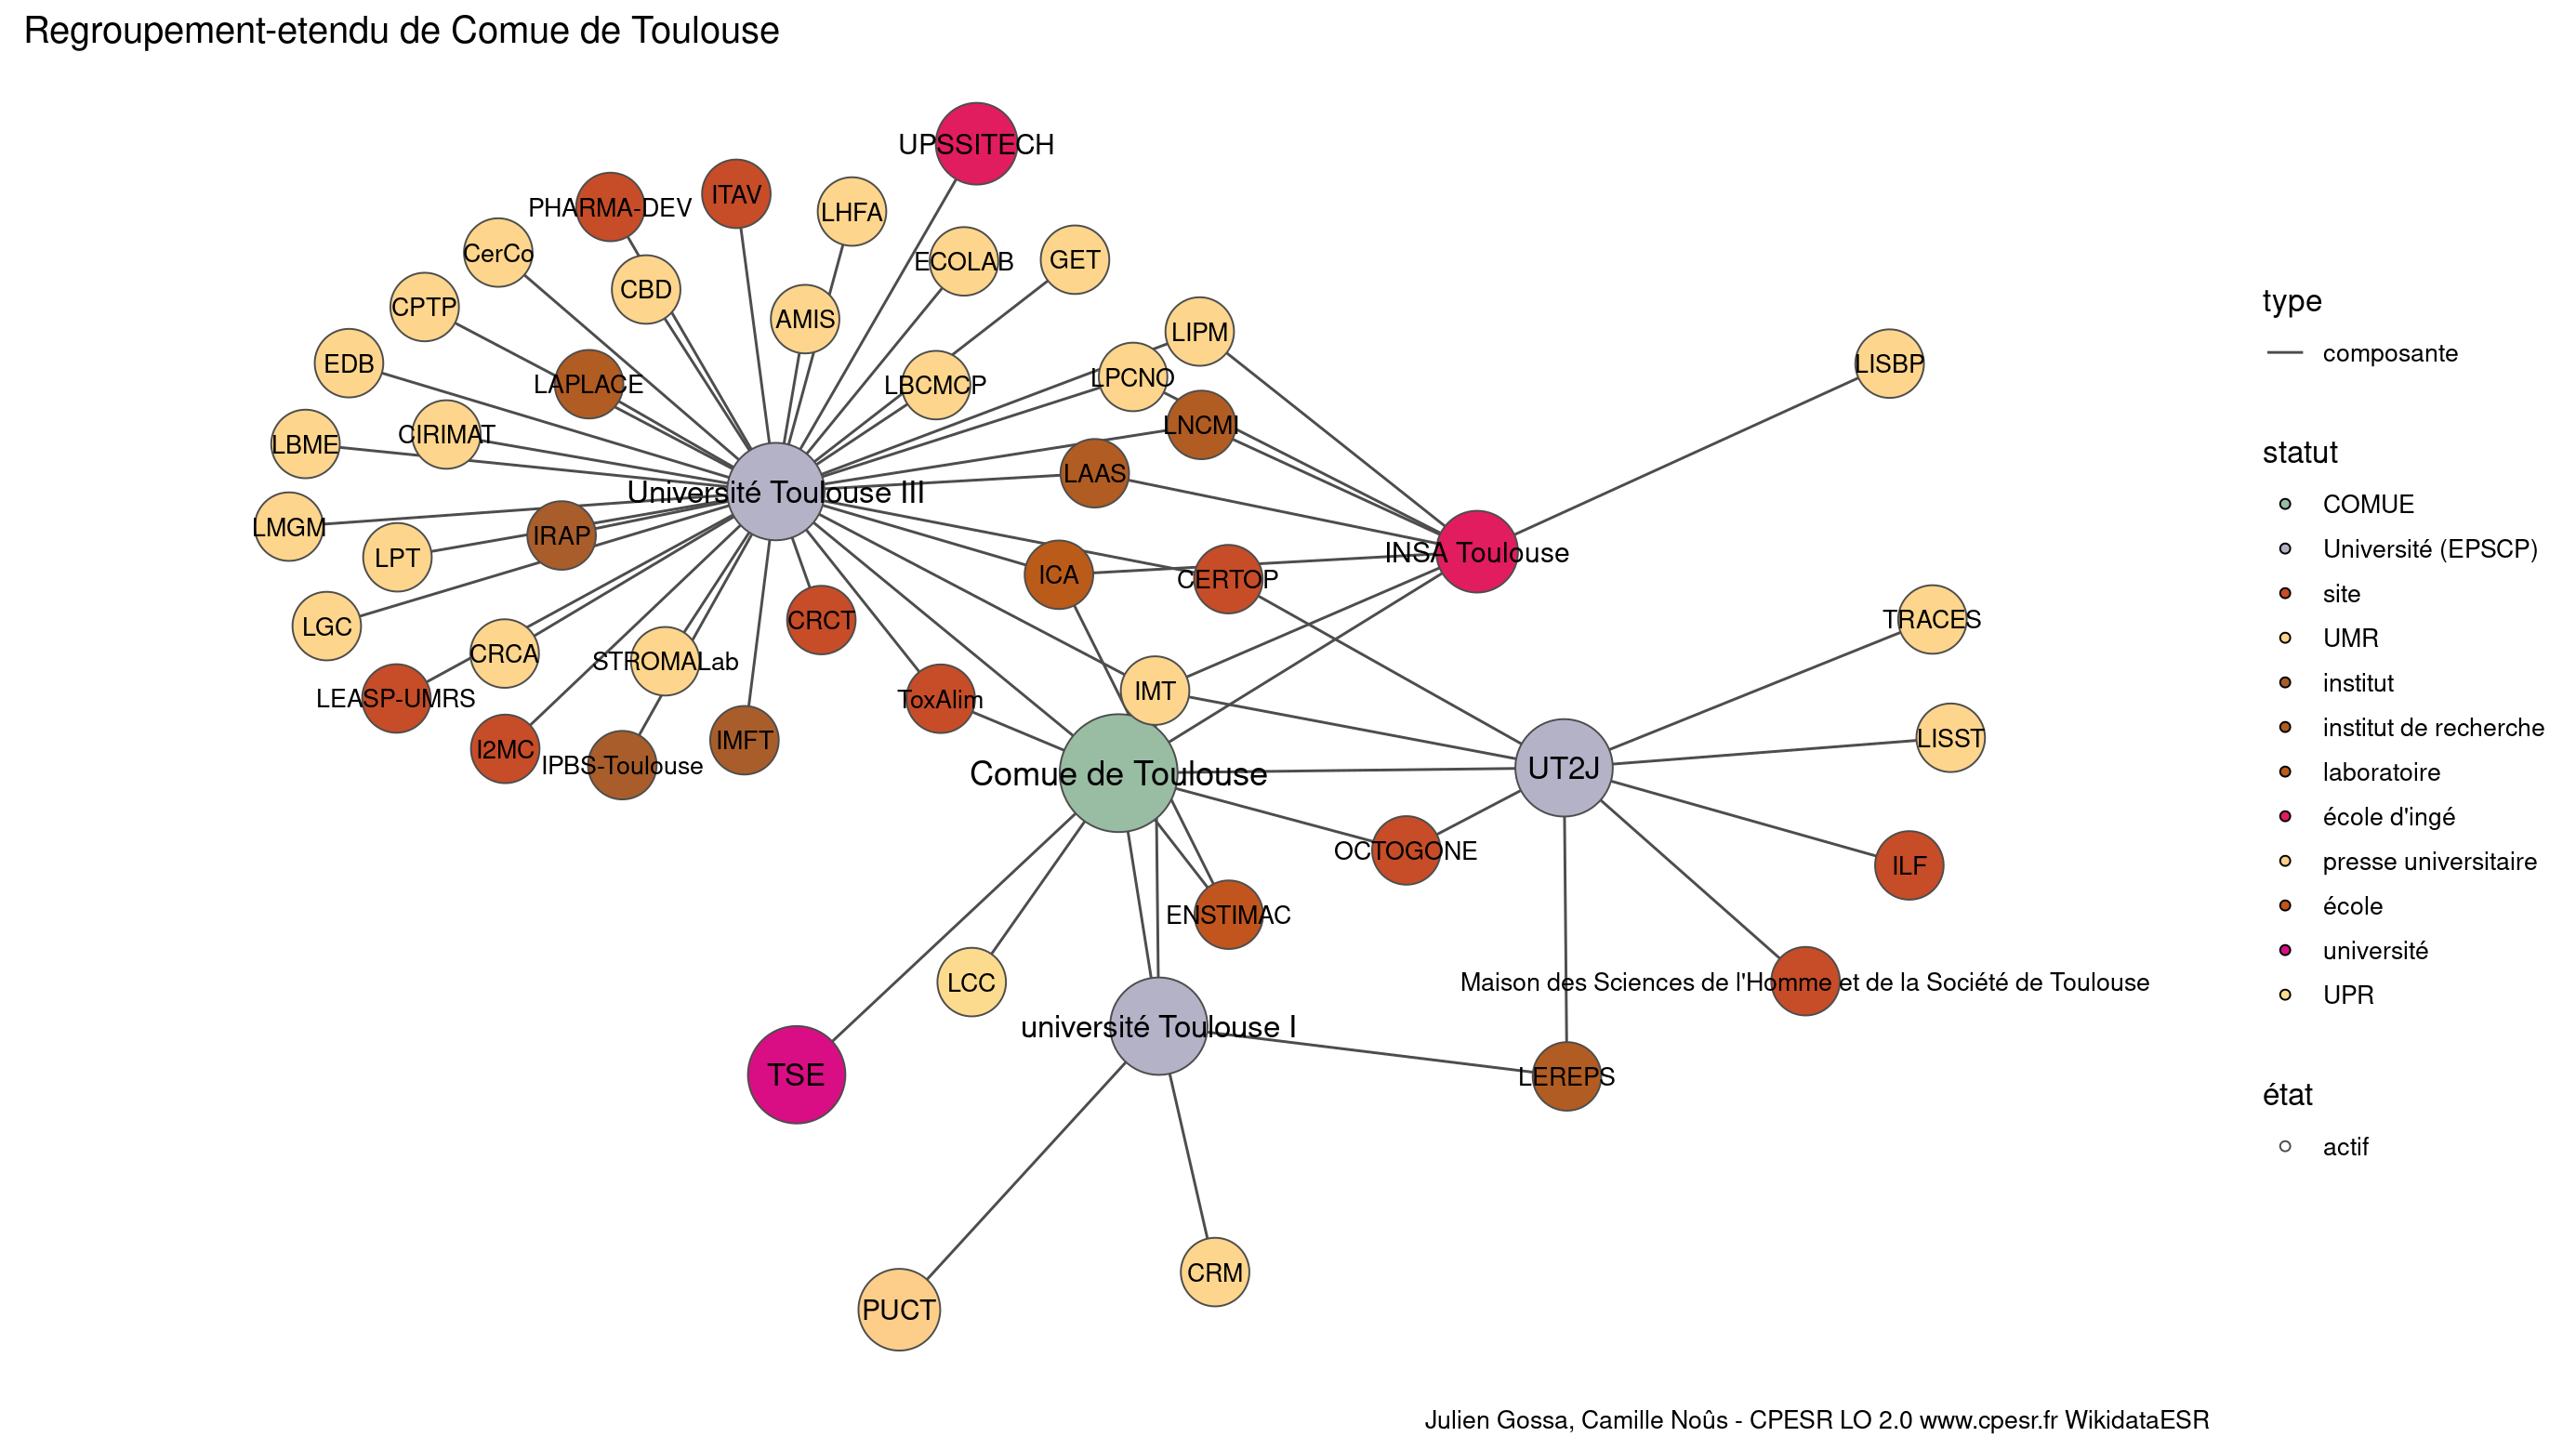 Regroupement-etendu de Comue de Toulouse
UPSSITECH
PHARMA-DEV
ITAV
LHFA
CerCo
ECOLAB
GET
CBD
CPTP
AMIS
LIPM
EDB
LISBP
LAPLACE
LBCMCP
LPCNO
LNCMI
LBME
CIRIMAT
LAAS
Université Toulouse III
LMGM
IRAP
LPT
INSA Toulouse
ICA
CERTOP
LGC
CRCT
TRACES
CRCA
STROMALab
LEASP-UMRS
ToxAlim
IMT
I2MC
IPBS-Toulouse
IMFT
LISST
Comue de Toulouse
UT2J
OCTOGONE
ILF
ENSTIMAC
LCC
Maison des Sciences de l'Homme et de la Société de Toulouse
université Toulouse I
TSE
LEREPS
CRM
PUCT
type
composante
statut
COMUE
Université (EPSCP)
site
UMR
institut
institut de recherche
laboratoire
école d'ingé
presse universitaire
école
université
UPR
état
actif
Julien Gossa, Camille Noûs - CPESR LO 2.0 www.cpesr.fr WikidataESR